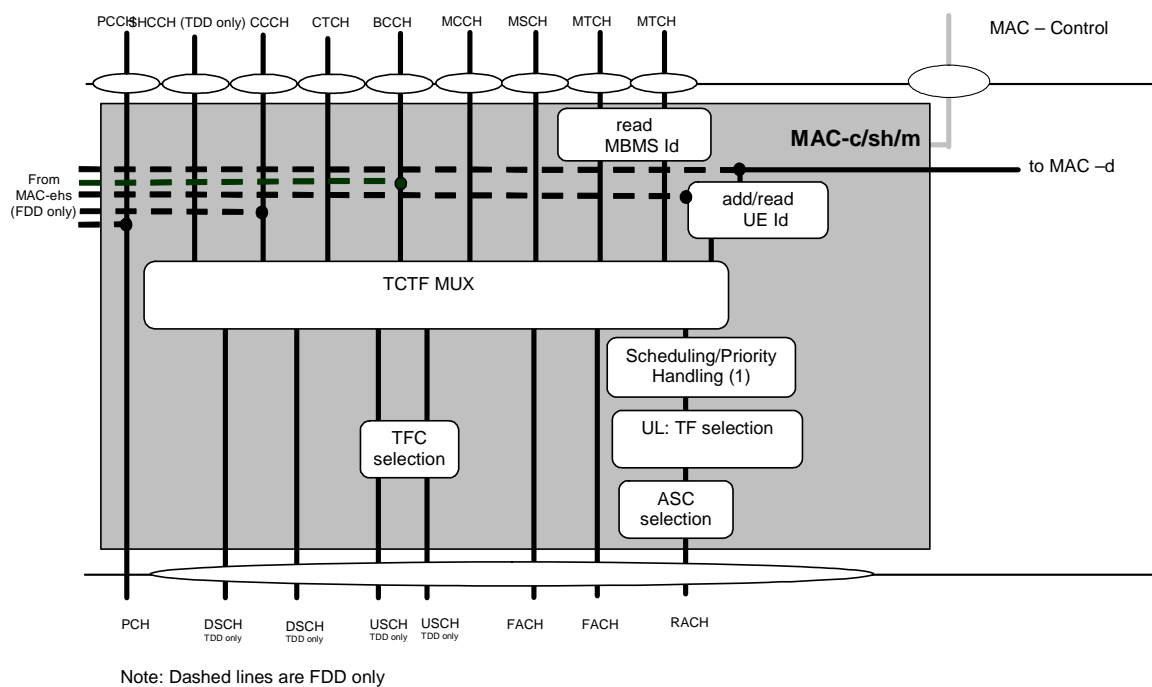 PCCH SHCCH (TDD only) CCCH CTCH BCCH MCCH MSCH MTCH MTCH
MAC – Control
read
MBMS Id
MAC-c/sh/m
From
MAC-ehs
(FDD only)
to MAC –d
add/read
UE Id
TCTF MUX
Scheduling/Priority
Handling (1)
UL: TF selection
TFC
selection
ASC
selection
PCH DSCH DSCH USCH USCH FACH FACH RACH
TDD only TDD only TDD only TDD only
Note: Dashed lines are FDD only